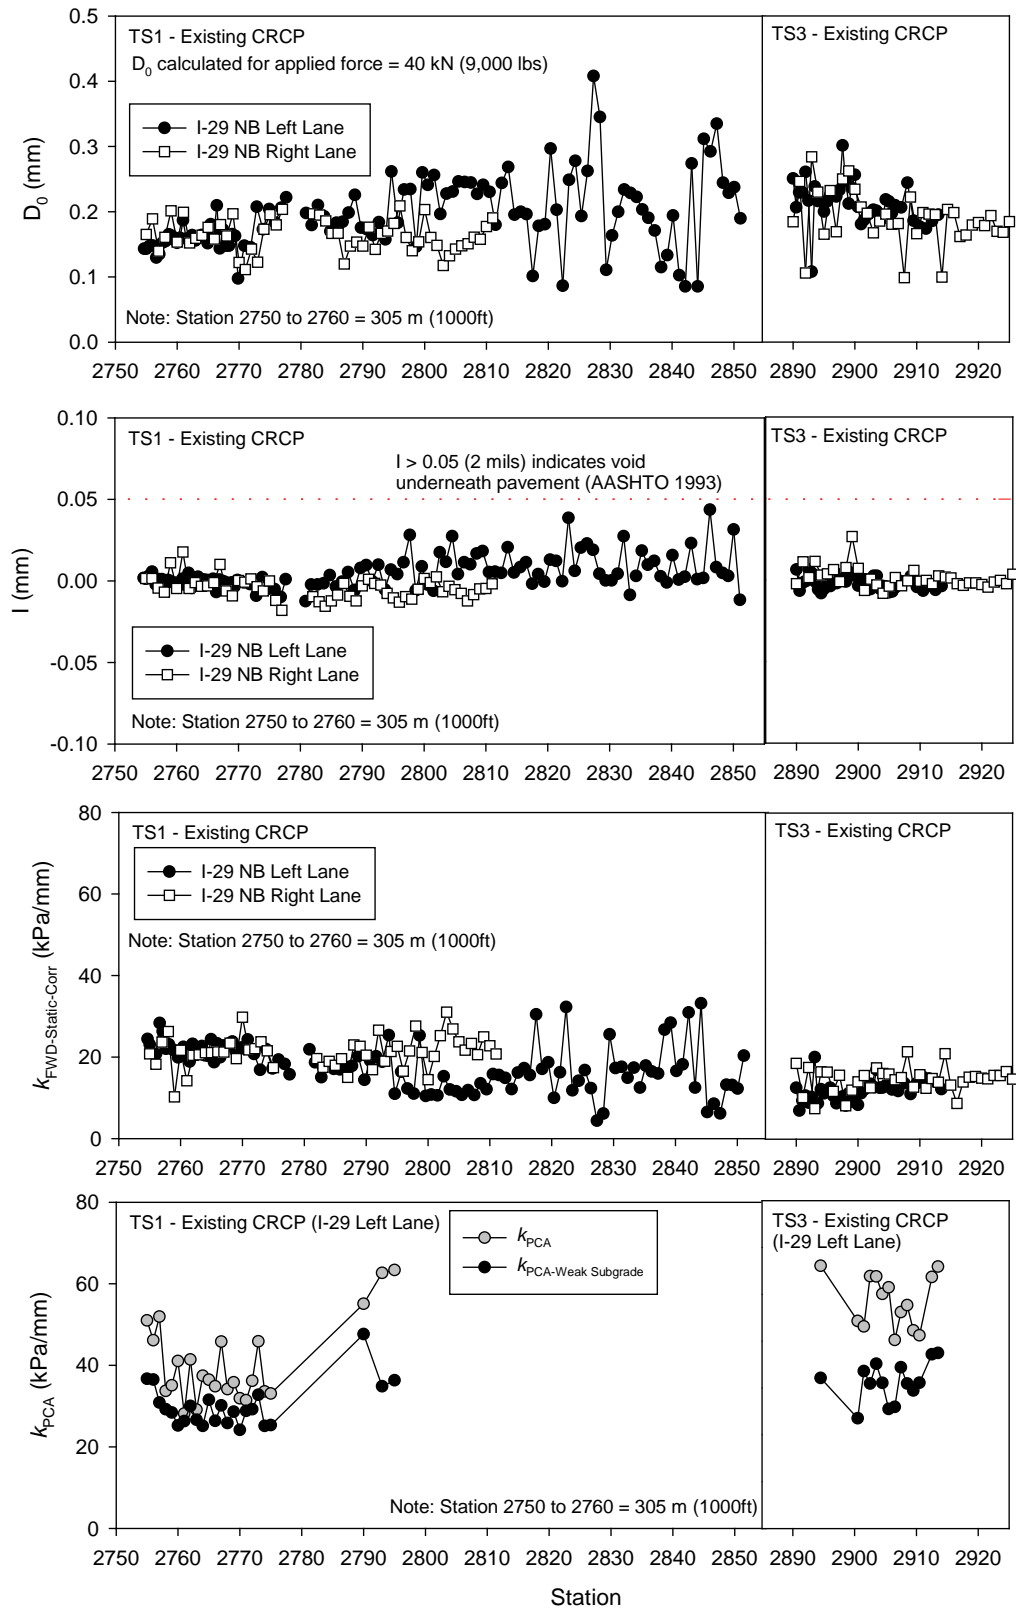 0.5
0.4
0.3
0.2
0.1
0.0
D0 (mm)
TS1 - Existing CRCP
D0 calculated for applied force = 40 kN (9,000 lbs)
I-29 NB Left Lane
I-29 NB Right Lane
Note: Station 2750 to 2760 = 305 m (1000ft)
TS3 - Existing CRCP
2750 2760 2770 2780 2790 2800 2810 2820 2830 2840 2850 2890 2900 2910 2920
0.10
0.05
0.00
-0.05
-0.10
I (mm)
TS1 - Existing CRCP
I > 0.05 (2 mils) indicates void
underneath pavement (AASHTO 1993)
I-29 NB Left Lane
I-29 NB Right Lane
Note: Station 2750 to 2760 = 305 m (1000ft)
TS3 - Existing CRCP
2750 2760 2770 2780 2790 2800 2810 2820 2830 2840 2850 2890 2900 2910 2920
80
60
40
20
0
kFWD-Static-Corr (kPa/mm)
TS1 - Existing CRCP
I-29 NB Left Lane
I-29 NB Right Lane
Note: Station 2750 to 2760 = 305 m (1000ft)
TS3 - Existing CRCP
2750 2760 2770 2780 2790 2800 2810 2820 2830 2840 2850 2890 2900 2910 2920
80
60
40
20
0
kPCA (kPa/mm)
TS1 - Existing CRCP (I-29 Left Lane)
kPCA
kPCA-Weak Subgrade
Note: Station 2750 to 2760 = 305 m (1000ft)
TS3 - Existing CRCP
(I-29 Left Lane)
2750 2760 2770 2780 2790 2800 2810 2820 2830 2840 2850 2890 2900 2910 2920
Station